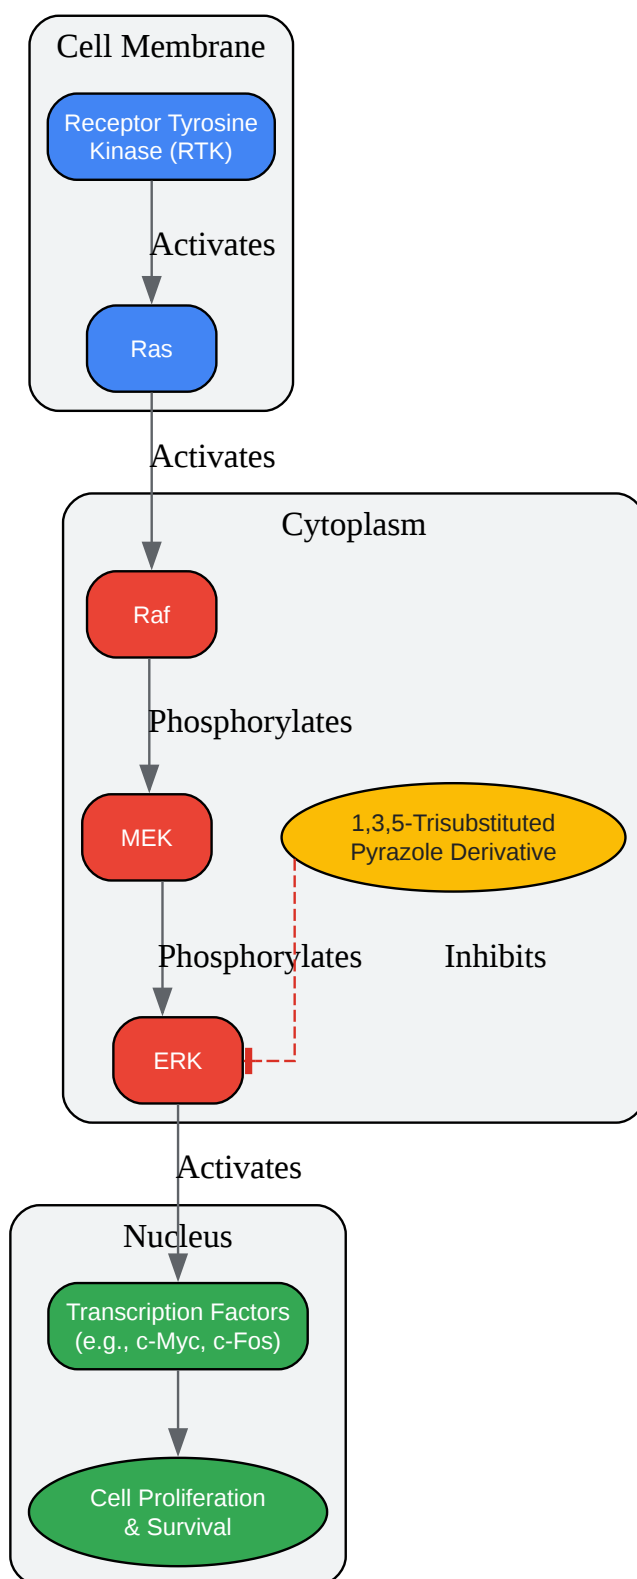 Cell Membrane
Receptor Tyrosine
Kinase (RTK)
Activates
Ras
Activates
Cytoplasm
Raf
Phosphorylates
MEK
1,3,5-Trisubstituted
Pyrazole Derivative
Phosphorylates
Inhibits
ERK
Activates
Nucleus
Transcription Factors
(e.g., c-Myc, c-Fos)
Cell Proliferation
& Survival